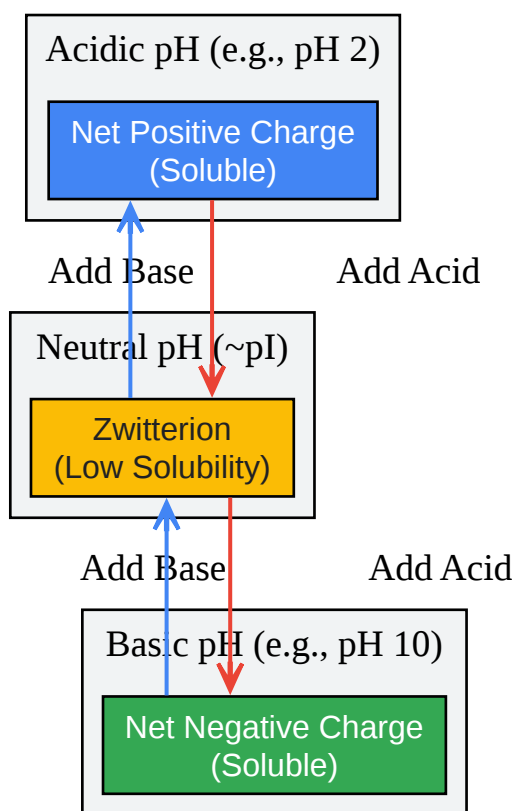 Acidic pH (e.g., pH 2)
Net Positive Charge
(Soluble)
Add Base
Add Acid
Neutral pH (~pI)
Zwitterion
(Low Solubility)
Add Base
Add Acid
Basic pH (e.g., pH 10)
Net Negative Charge
(Soluble)